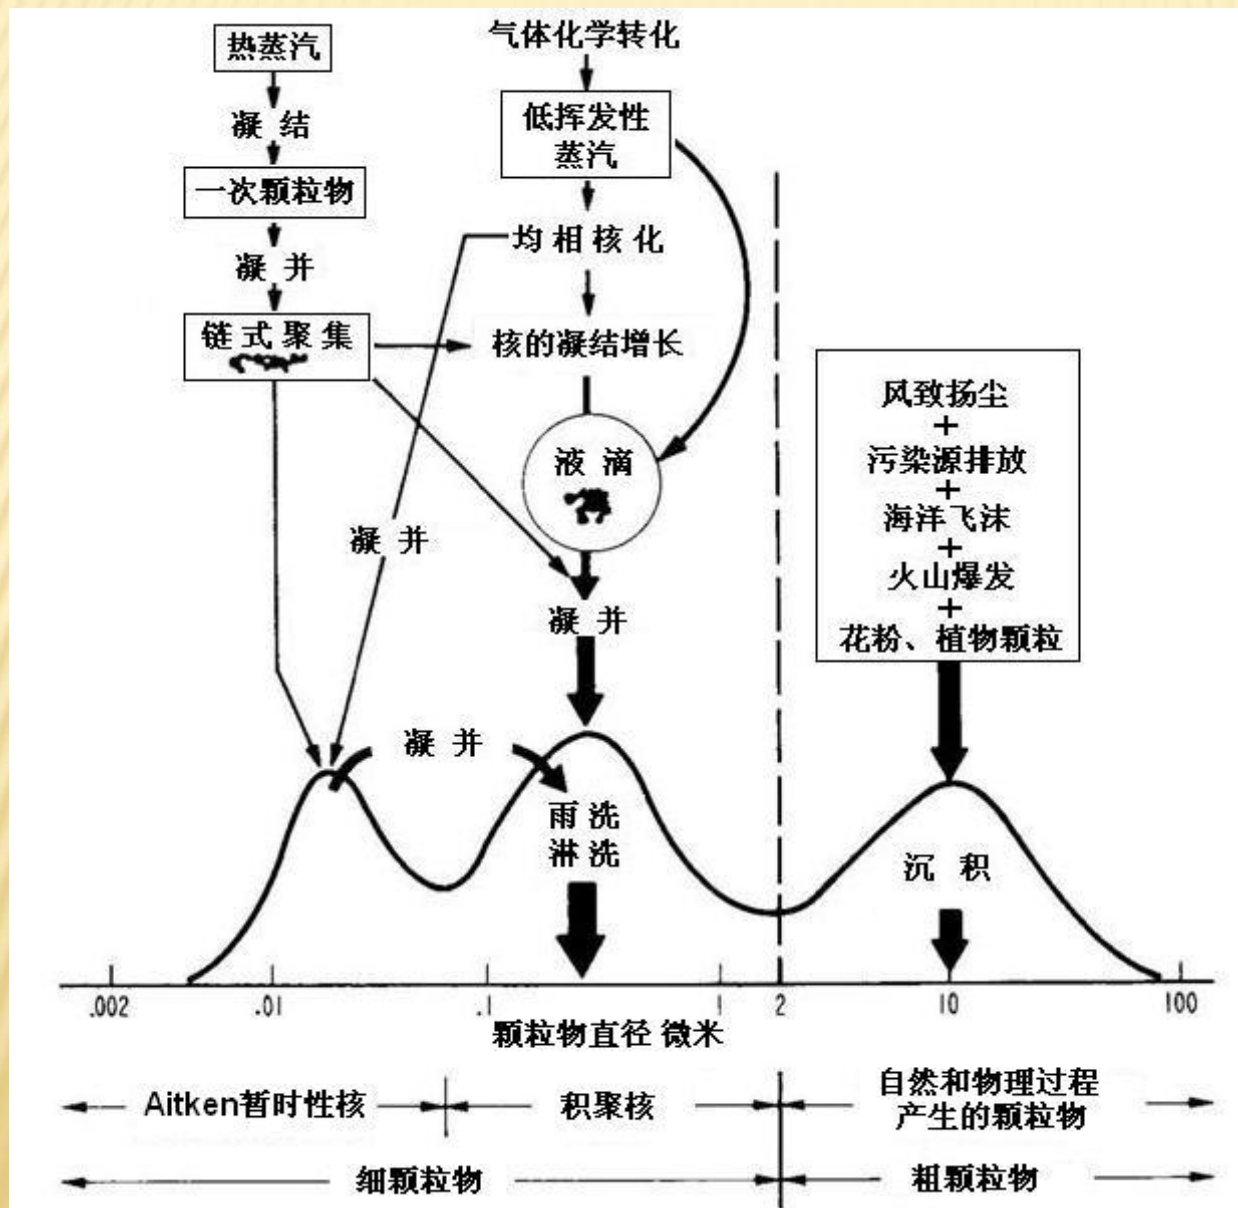 热蒸汽
凝 结
一次颗粒物
凝 并
链 式 聚 集
气体化学转化
低挥发性
蒸汽
均 相 核 化
核的凝结增长
液 滴
凝 并
凝 并
凝 并
雨 洗
淋 洗
风致扬尘
+
污染源排放
+
海洋飞沫
+
火山爆发
+
花粉、植物颗粒
沉 积
.002 .01 .1 1 2 10 100
颗粒物直径 微米
Aitken暂时性核 积聚核 自然和物理过程
产生的颗粒物
细颗粒物 粗颗粒物